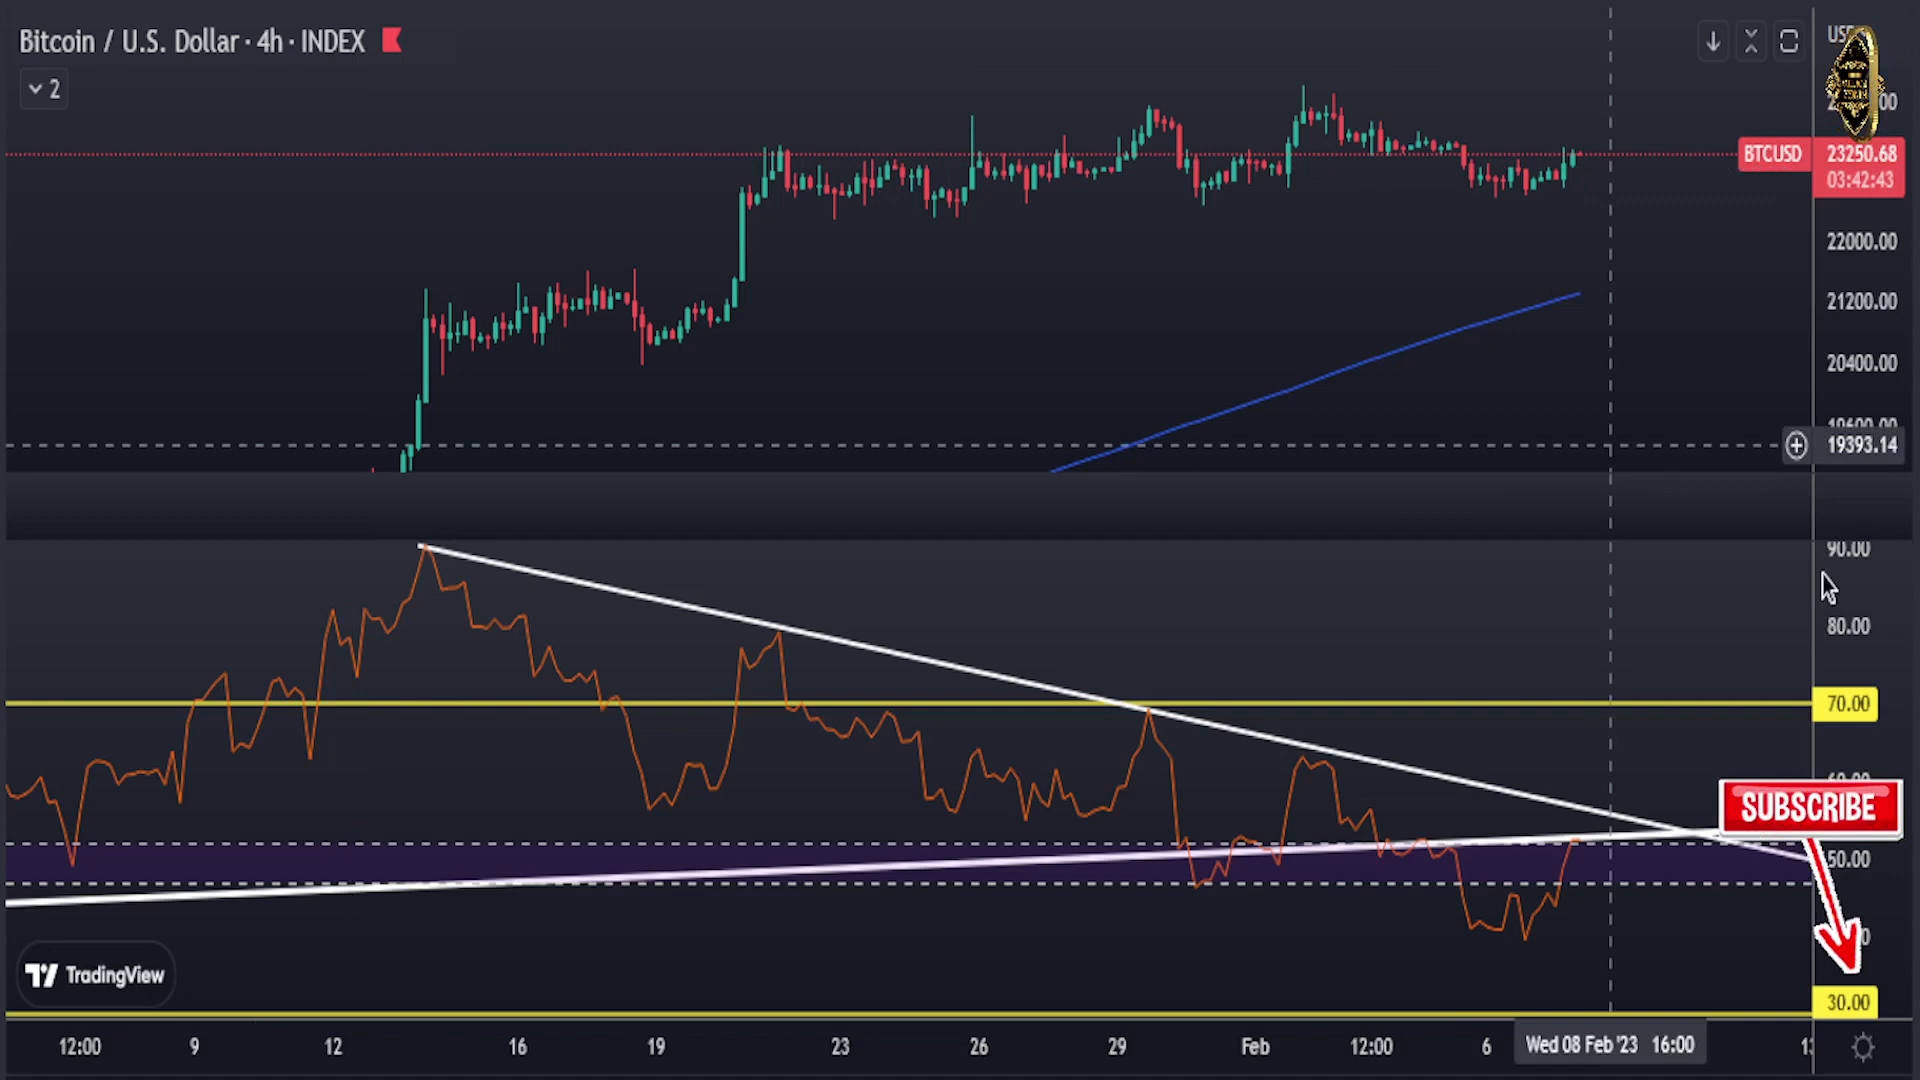 Bitcoin / U.S. Dollar · 4h · INDEX
2
BTCUSD
23250.68
03:42:43
22000.00
21200.00
20400.00
19393.14
90.00
80.00
70.00
SUBSCRIBE
50.00
TradingView
30.00
12:00 9 12 16 19 23 26 29 Feb 12:00 6 Wed 08 Feb '23 16:00